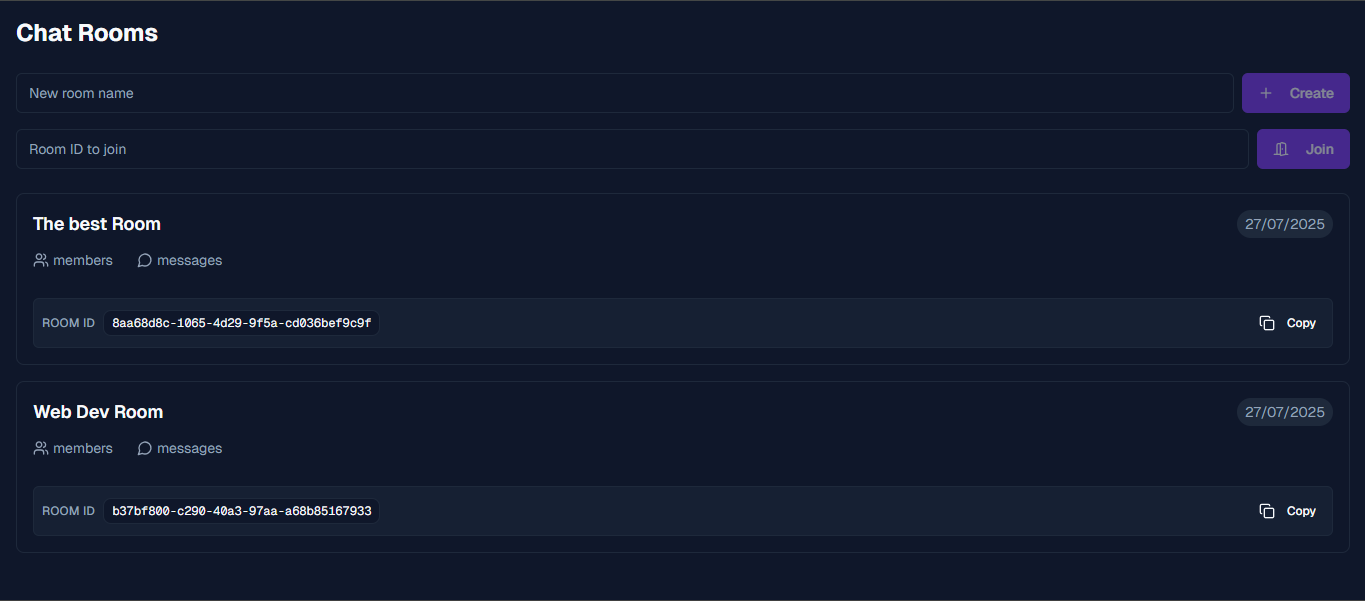 Chat Rooms
New room name
Create
Room ID to join
Join
The best Room
27/07/2025
members messages
ROOM ID 8aa68d8c-1065-4d29-9f5a-cd036bef9c9f Copy
Web Dev Room
27/07/2025
members messages
ROOM ID b37bf800-c290-40a3-97aa-a68b85167933 Copy